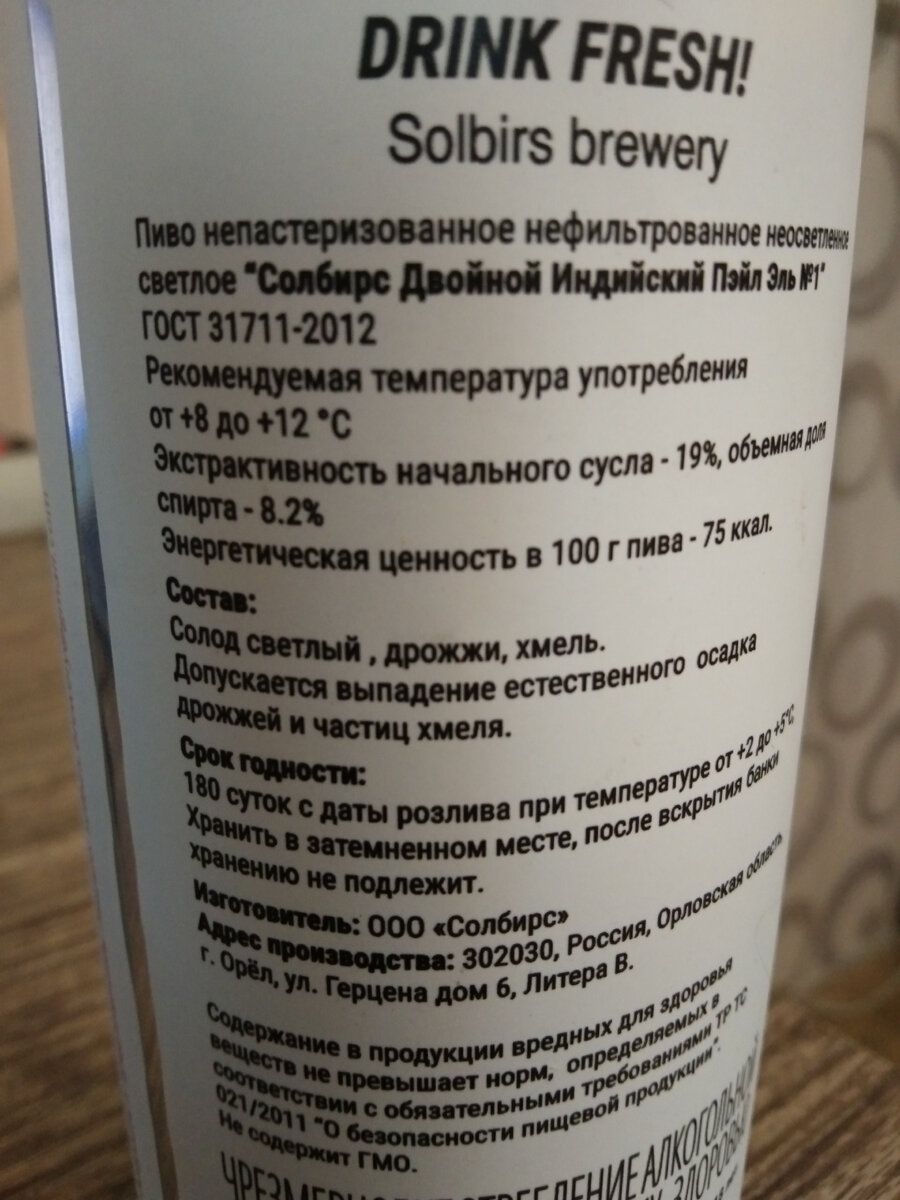 DRINK FRESH!
Solbirs brewery
Пиво непастеризованное нефильтрованное неосветленное
светлое "Солбирс Двойной Индийский Пэйл Эль №1"
ГОСТ 31711-2012
Рекомендуемая температура употребления
от +8 до +12 °C
Экстрактивность начального сусла - 19%, объемная доля
спирта - 8.2%
Энергетическая ценность в 100 г пива - 75 ккал.
Состав:
Солод светлый , дрожжи, хмель.
Допускается выпадение естественного осадка
дрожжей и частиц хмеля.
Срок годности:
180 суток с даты розлива при температуре от +2 до +5°C,
Хранить в затемненном месте, после вскрытия банки
хранению не подлежит.
Изготовитель: ООО «Солбирс»
Адрес производства: 302030, Россия, Орловская область
г. Орёл, ул. Герцена дом 6, Литера В.
Содержание в продукции вредных для здоровья
веществ не превышает норм, определяемых в
соответствии с обязательными требованиями ТР ТС
021/2011 "О безопасности пищевой продукции".
Не содержит ГМО.